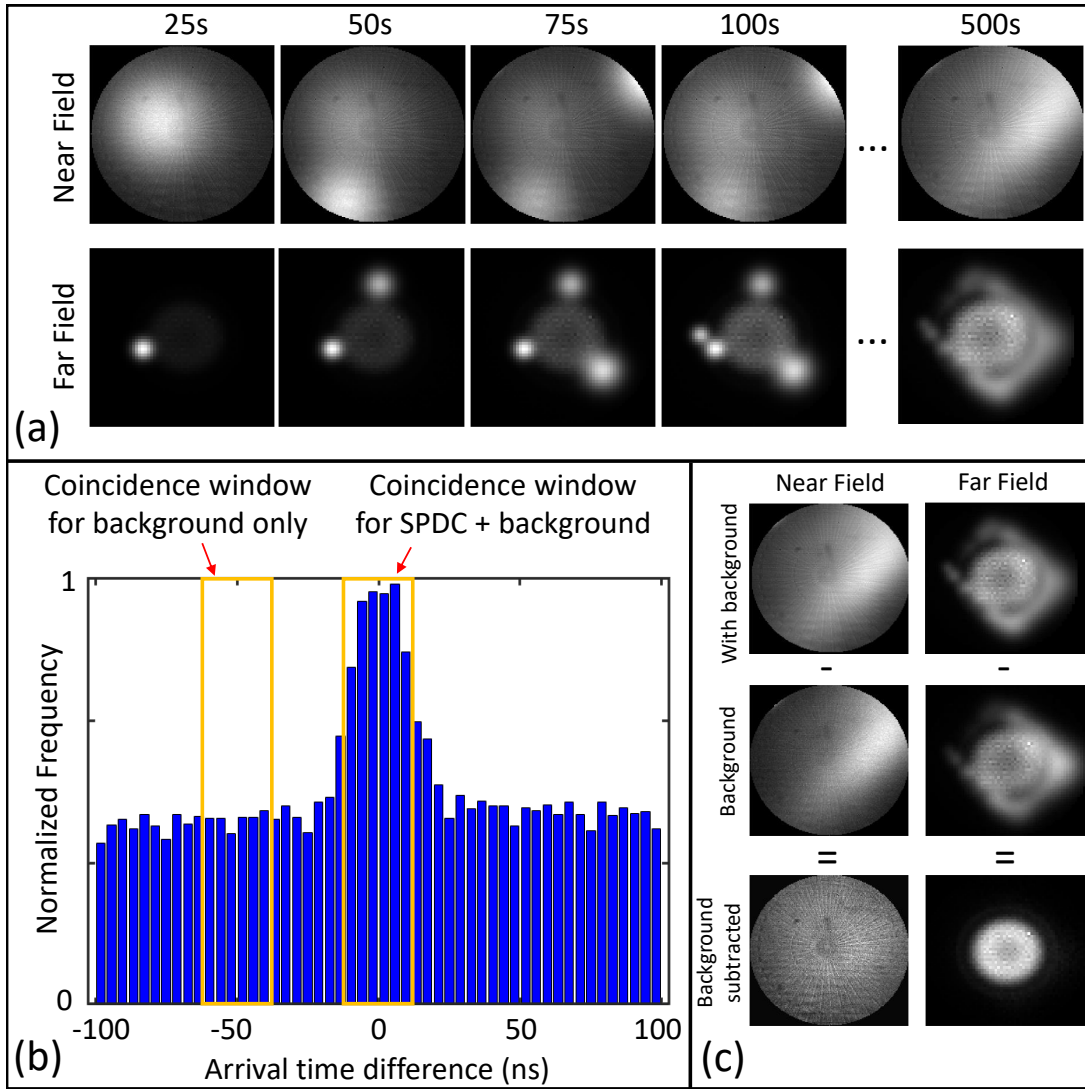 25s 50s 75s 100s 500s
Near Field
...
Far Field
...
(a)
Coincidence window
for background only
Coincidence window
for SPDC + background
1
Normalized Frequency
0
-100 -50 0 50 100
Arrival time difference (ns)
(b)
Near Field Far Field
With background
- -
Background
= =
Background
subtracted
(c)